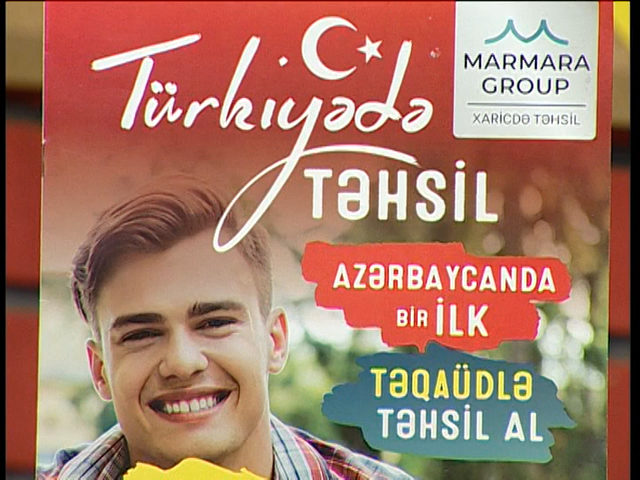 Türkiyədə
TƏHSİL
MARMARA
GROUP
XARİCDƏ TƏHSİL
AZƏRBAYCANDA
BİR İLK
TƏQAÜDLƏ
TƏHSİL AL